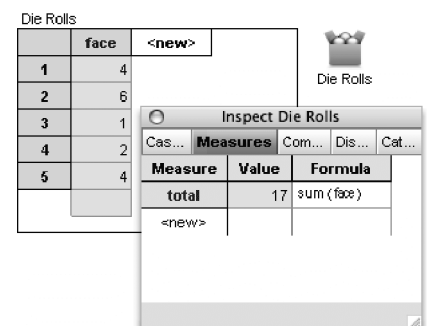 Die Rolls
face <new>
1 4
2 6
3 1
4 2
5 4
Die Rolls
Inspect Die Rolls
Cas... Measures Com... Dis... Cat...
Measure Value Formula
total 17 sum (face)
<new>